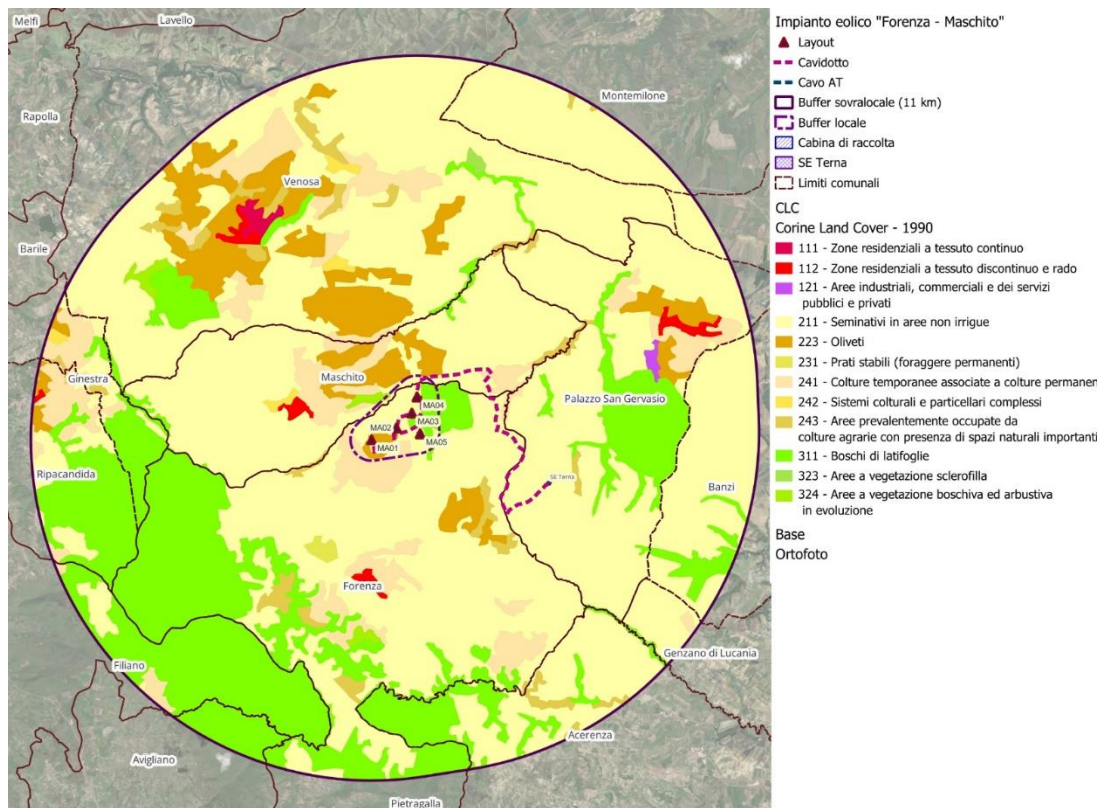 Melfi
Lavello
Montemilone
Rapolla
Venosa
Barile
Maschito
Ginestra
Palazzo San Gervasio
MA04
MA02
MA03
MA01
MA05
Ripacandida
SE Terna
Banzi
Forenza
Genzano di Lucania
Filiano
Acerenza
Avigliano
Pietragalla
Impianto eolico "Forenza - Maschito"
Layout
Cavidotto
Cavo AT
Buffer sovralocale (11 km)
Buffer locale
Cabina di raccolta
SE Terna
Limiti comunali
CLC
Corine Land Cover - 1990
111 - Zone residenziali a tessuto continuo
112 - Zone residenziali a tessuto discontinuo e rado
121 - Aree industriali, commerciali e dei servizi
pubblici e privati
211 - Seminativi in aree non irrigue
223 - Oliveti
231 - Prati stabili (foraggere permanenti)
241 - Colture temporanee associate a colture permanen
242 - Sistemi colturali e particellari complessi
243 - Aree prevalentemente occupate da
colture agrarie con presenza di spazi naturali importanti
311 - Boschi di latifoglie
323 - Aree a vegetazione sclerofilla
324 - Aree a vegetazione boschiva ed arbustiva
in evoluzione
Base
Ortofoto